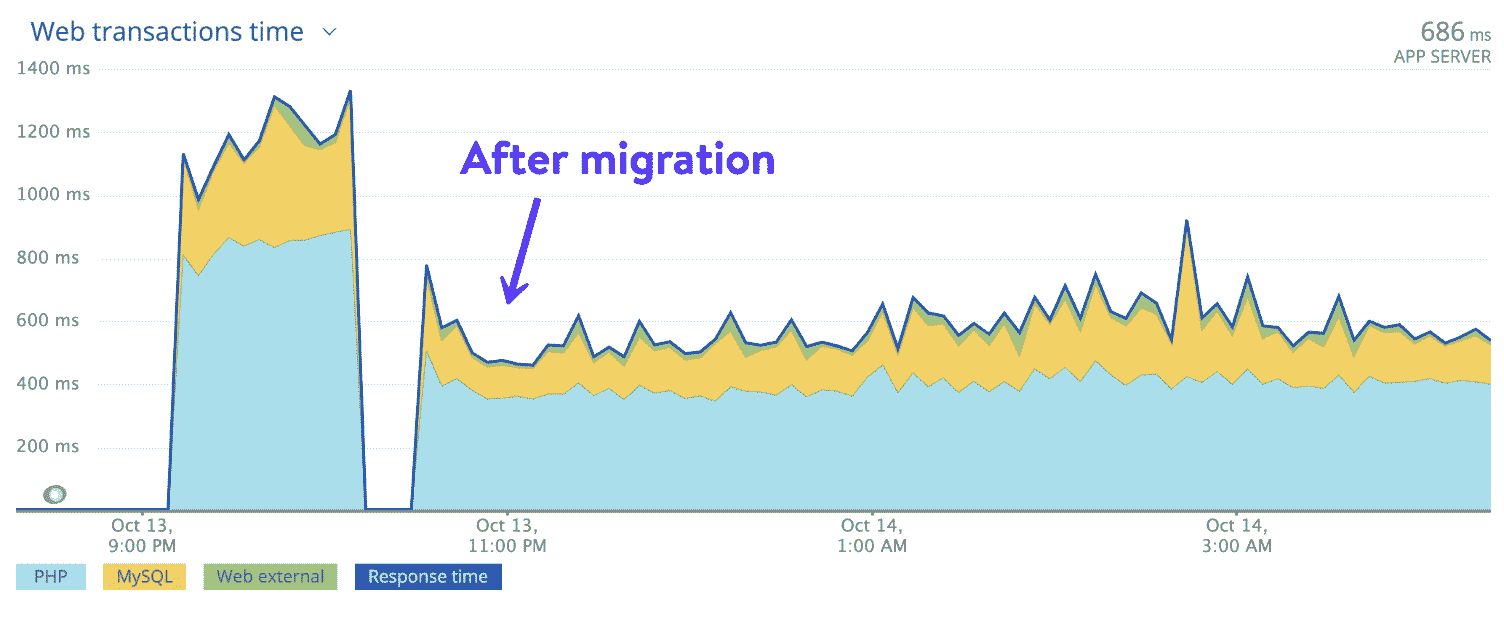 Web transactions time
686 ms
APP SERVER
1400 ms
1200 ms
1000 ms
800 ms
600 ms
400 ms
200 ms
After migration
Oct 13,
9:00 PM
Oct 13,
11:00 PM
Oct 14,
1:00 AM
Oct 14,
3:00 AM
PHP
MySQL
Web external
Response time